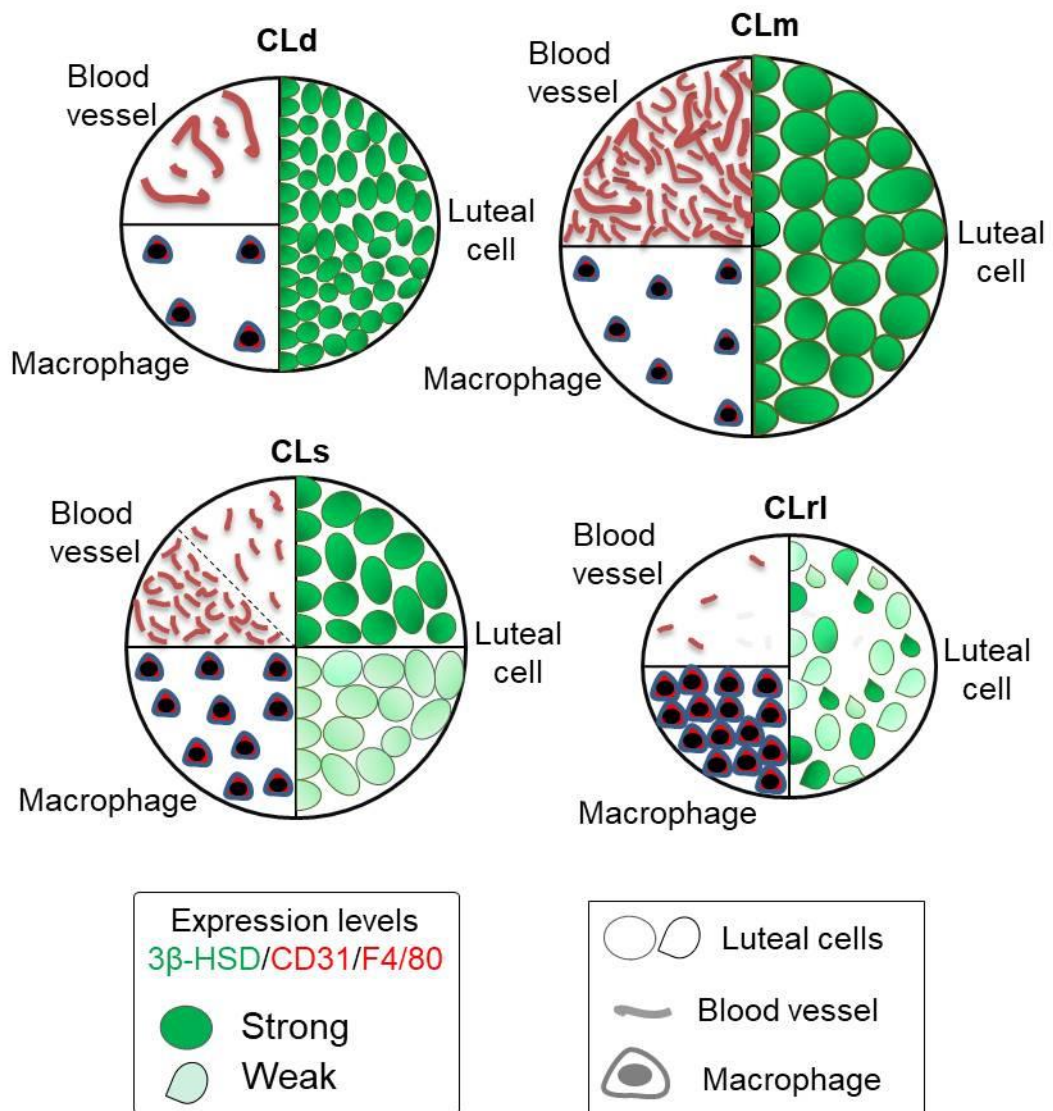 CLd
Blood
vessel
Luteal
cell
Macrophage
CLm
Blood
vessel
Luteal
cell
Macrophage
CLs
Blood
vessel
Luteal
cell
Macrophage
CLrl
Blood
vessel
Luteal
cell
Macrophage
Expression levels
3β-HSD/CD31/F4/80
Strong
Weak
Luteal cells
Blood vessel
Macrophage